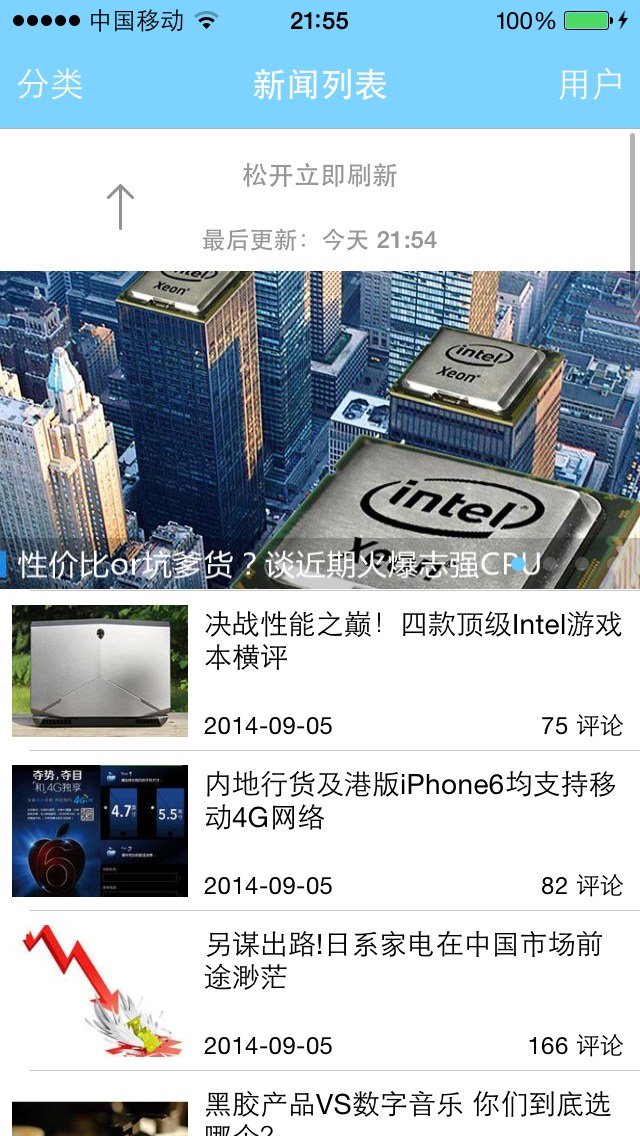 中国移动 21:55 100%
分类 新闻列表 用户
松开立即刷新
最后更新：今天 21:54
intel
Xeon®
intel
Xeon®
intel
性价比or坑爹货？谈近期火爆志强CPU
决战性能之巅！四款顶级Intel游戏
本横评
2014-09-05 75 评论
夺势，夺目
和4G独享
4.7
5.5
6
内地行货及港版iPhone6均支持移
动4G网络
2014-09-05 82 评论
另谋出路!日系家电在中国市场前
途渺茫
2014-09-05 166 评论
黑胶产品VS数字音乐 你们到底选
哪个?